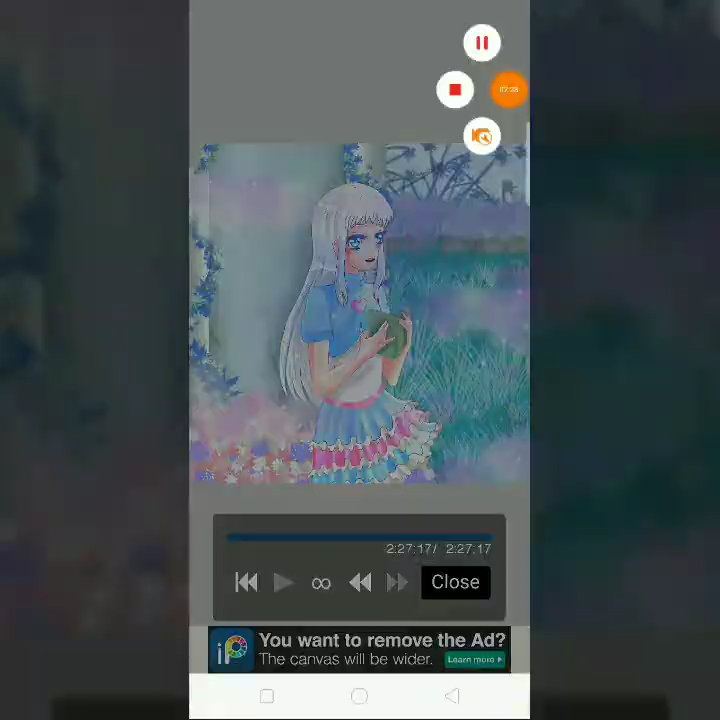 2:27:17/ 2:27:17
Close
iP
You want to remove the Ad?
The canvas will be wider.
Learn more